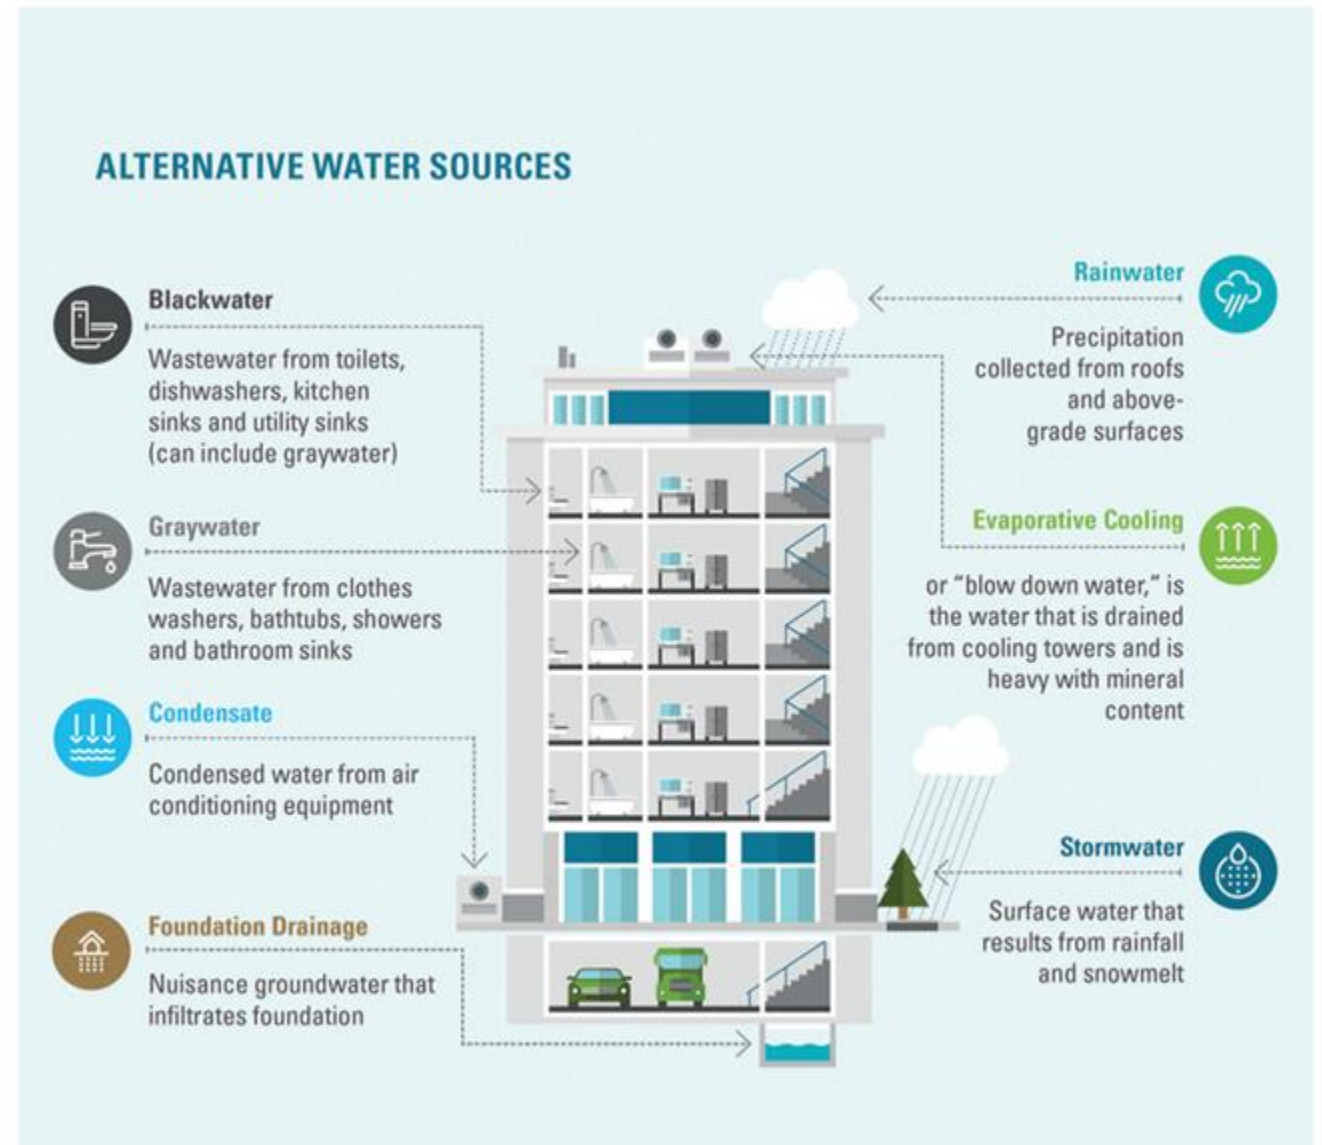 ALTERNATIVE WATER SOURCES
Blackwater
Wastewater from toilets,
dishwashers, kitchen
sinks and utility sinks
(can include graywater)
Graywater
Wastewater from clothes
washers, bathtubs, showers
and bathroom sinks
Condensate
Condensed water from air
conditioning equipment
Foundation Drainage
Nuisance groundwater that
infiltrates foundation
Rainwater
Precipitation
collected from roofs
and above-
grade surfaces
Evaporative Cooling
or “blow down water,” is
the water that is drained
from cooling towers and is
heavy with mineral
content
Stormwater
Surface water that
results from rainfall
and snowmelt